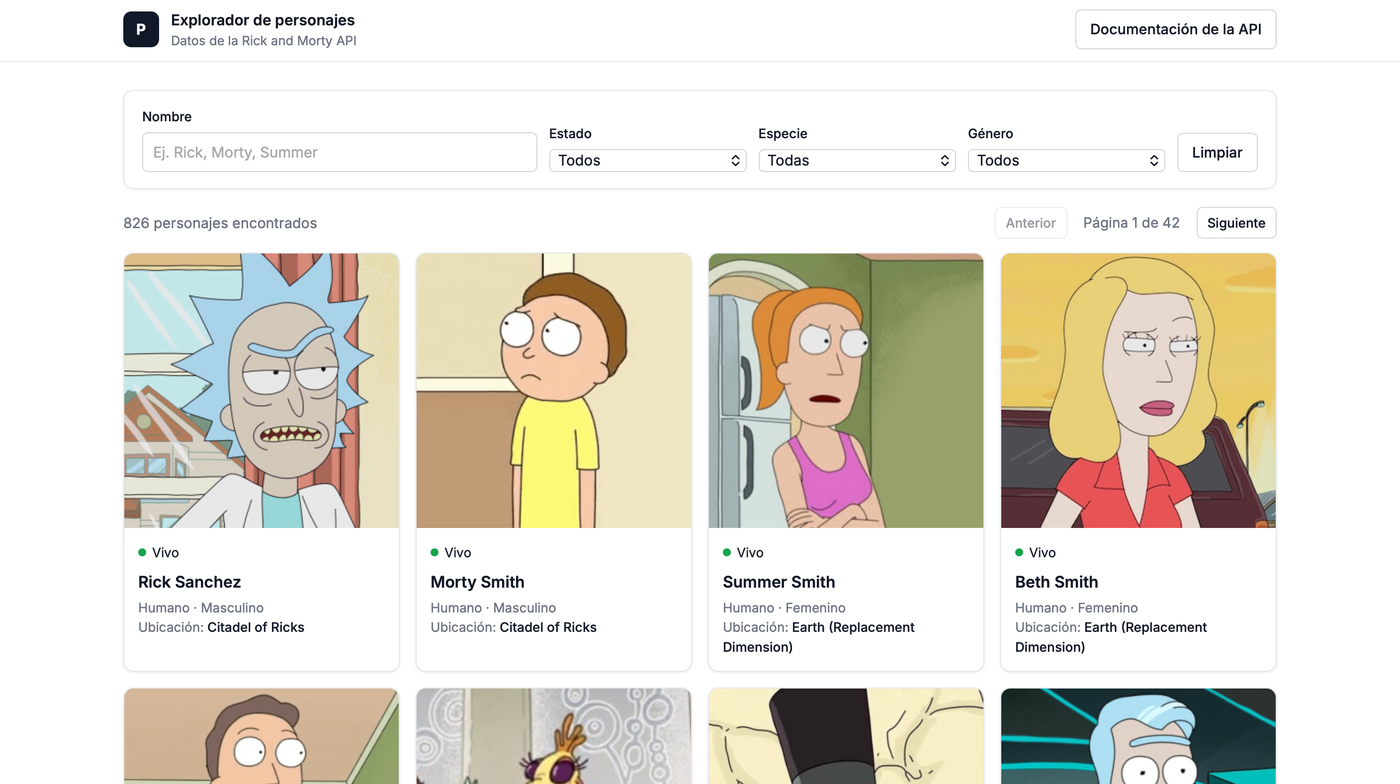 P
Explorador de personajes
Datos de la Rick and Morty API
Documentación de la API
Nombre
Ej. Rick, Morty, Summer
Estado
Todos
Especie
Todas
Género
Todos
Limpiar
826 personajes encontrados
Anterior
Página 1 de 42
Siguiente
Vivo
Rick Sanchez
Humano · Masculino
Ubicación: Citadel of Ricks
Vivo
Morty Smith
Humano · Masculino
Ubicación: Citadel of Ricks
Vivo
Summer Smith
Humano · Femenino
Ubicación: Earth (Replacement
Dimension)
Vivo
Beth Smith
Humano · Femenino
Ubicación: Earth (Replacement
Dimension)